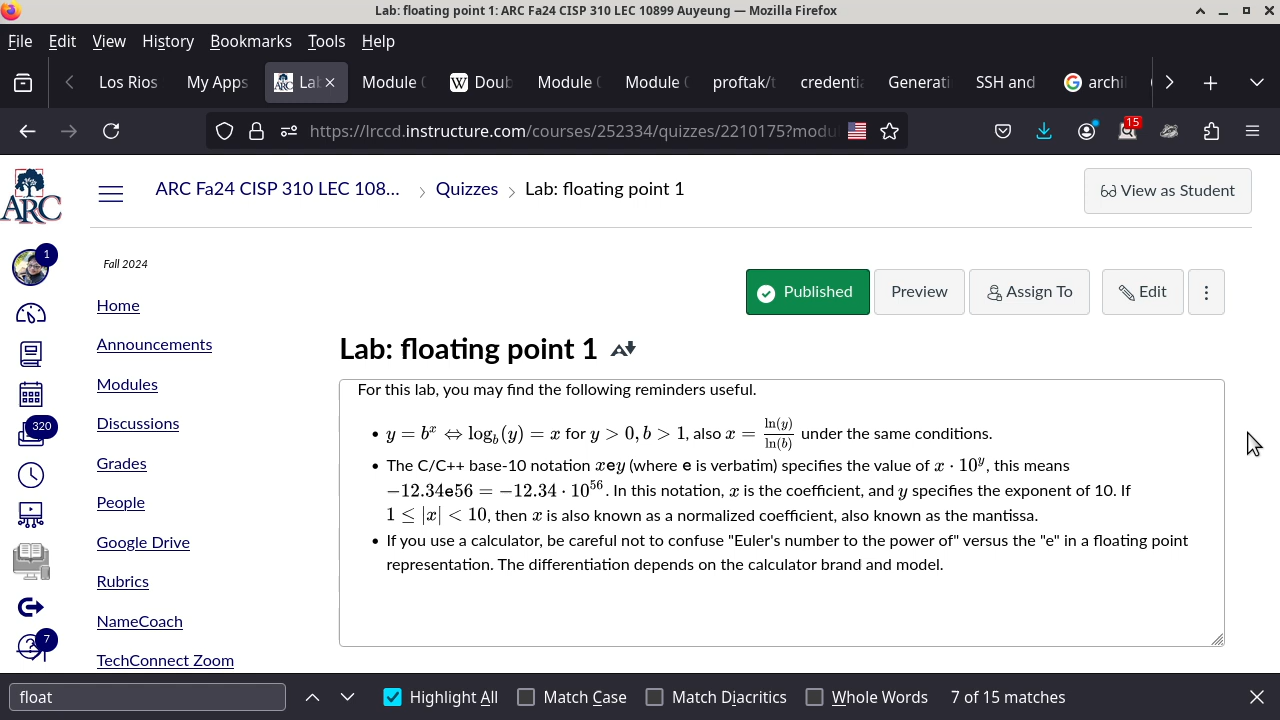 Lab: floating point 1: ARC Fa24 CISP 310 LEC 10899 Auyeung — Mozilla Firefox
File Edit View History Bookmarks Tools Help
Los Rios My Apps La Module Doub Module Module proftak/t credenti Generati SSH and archi
https://lrccd.instructure.com/courses/252334/quizzes/2210175?modu 15
ARC
ARC Fa24 CISP 310 LEC 108... > Quizzes > Lab: floating point 1 View as Student
1
Fall 2024
Published Preview Assign To Edit
Home
Announcements
Modules
Discussions
320
Grades
People
Google Drive
Rubrics
NameCoach
7
TechConnect Zoom
Lab: floating point 1
For this lab, you may find the following reminders useful.
• y = b^x ⇔ log_b(y) = x for y > 0, b > 1, also x = ln(y)/ln(b) under the same conditions.
• The C/C++ base-10 notation xey (where e is verbatim) specifies the value of x · 10^y, this means
−12.34e56 = −12.34 · 10^56. In this notation, x is the coefficient, and y specifies the exponent of 10. If
1 ≤ |x| < 10, then x is also known as a normalized coefficient, also known as the mantissa.
• If you use a calculator, be careful not to confuse "Euler's number to the power of" versus the "e" in a floating point
representation. The differentiation depends on the calculator brand and model.
float Highlight All Match Case Match Diacritics Whole Words 7 of 15 matches